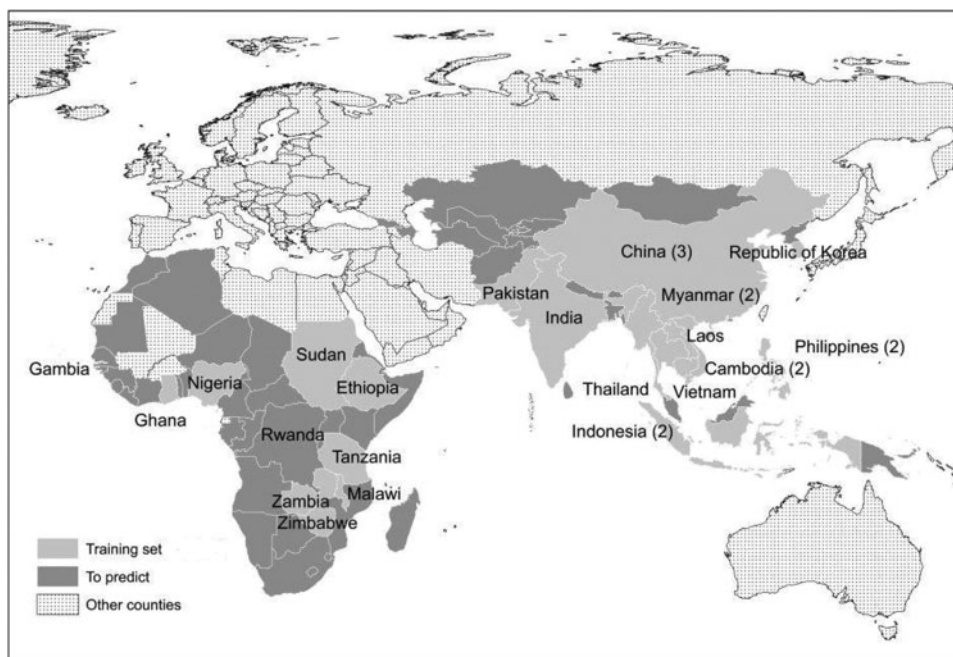 China (3)
Republic of Korea
Pakistan
Myanmar (2)
India
Laos
Sudan
Philippines (2)
Gambia
Nigeria
Ethiopia
Cambodia (2)
Thailand
Vietnam
Ghana
Rwanda
Indonesia (2)
Tanzania
Zambia
Malawi
Zimbabwe
Training set
To predict
Other counties